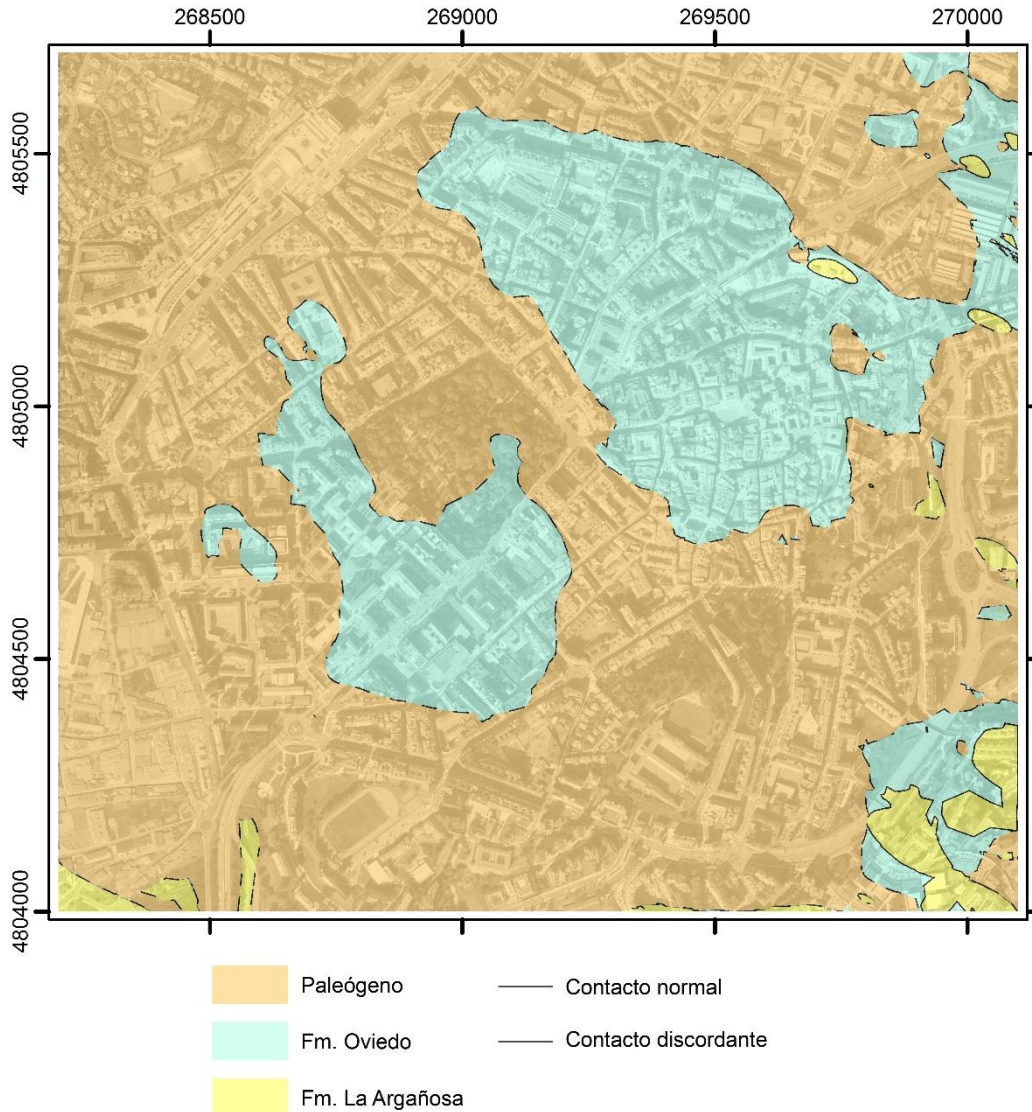 268500 269000 269500 270000
4805500
4805000
4804500
4804000
Paleógeno
Contacto normal
Fm. Oviedo
Contacto discordante
Fm. La Argañosa